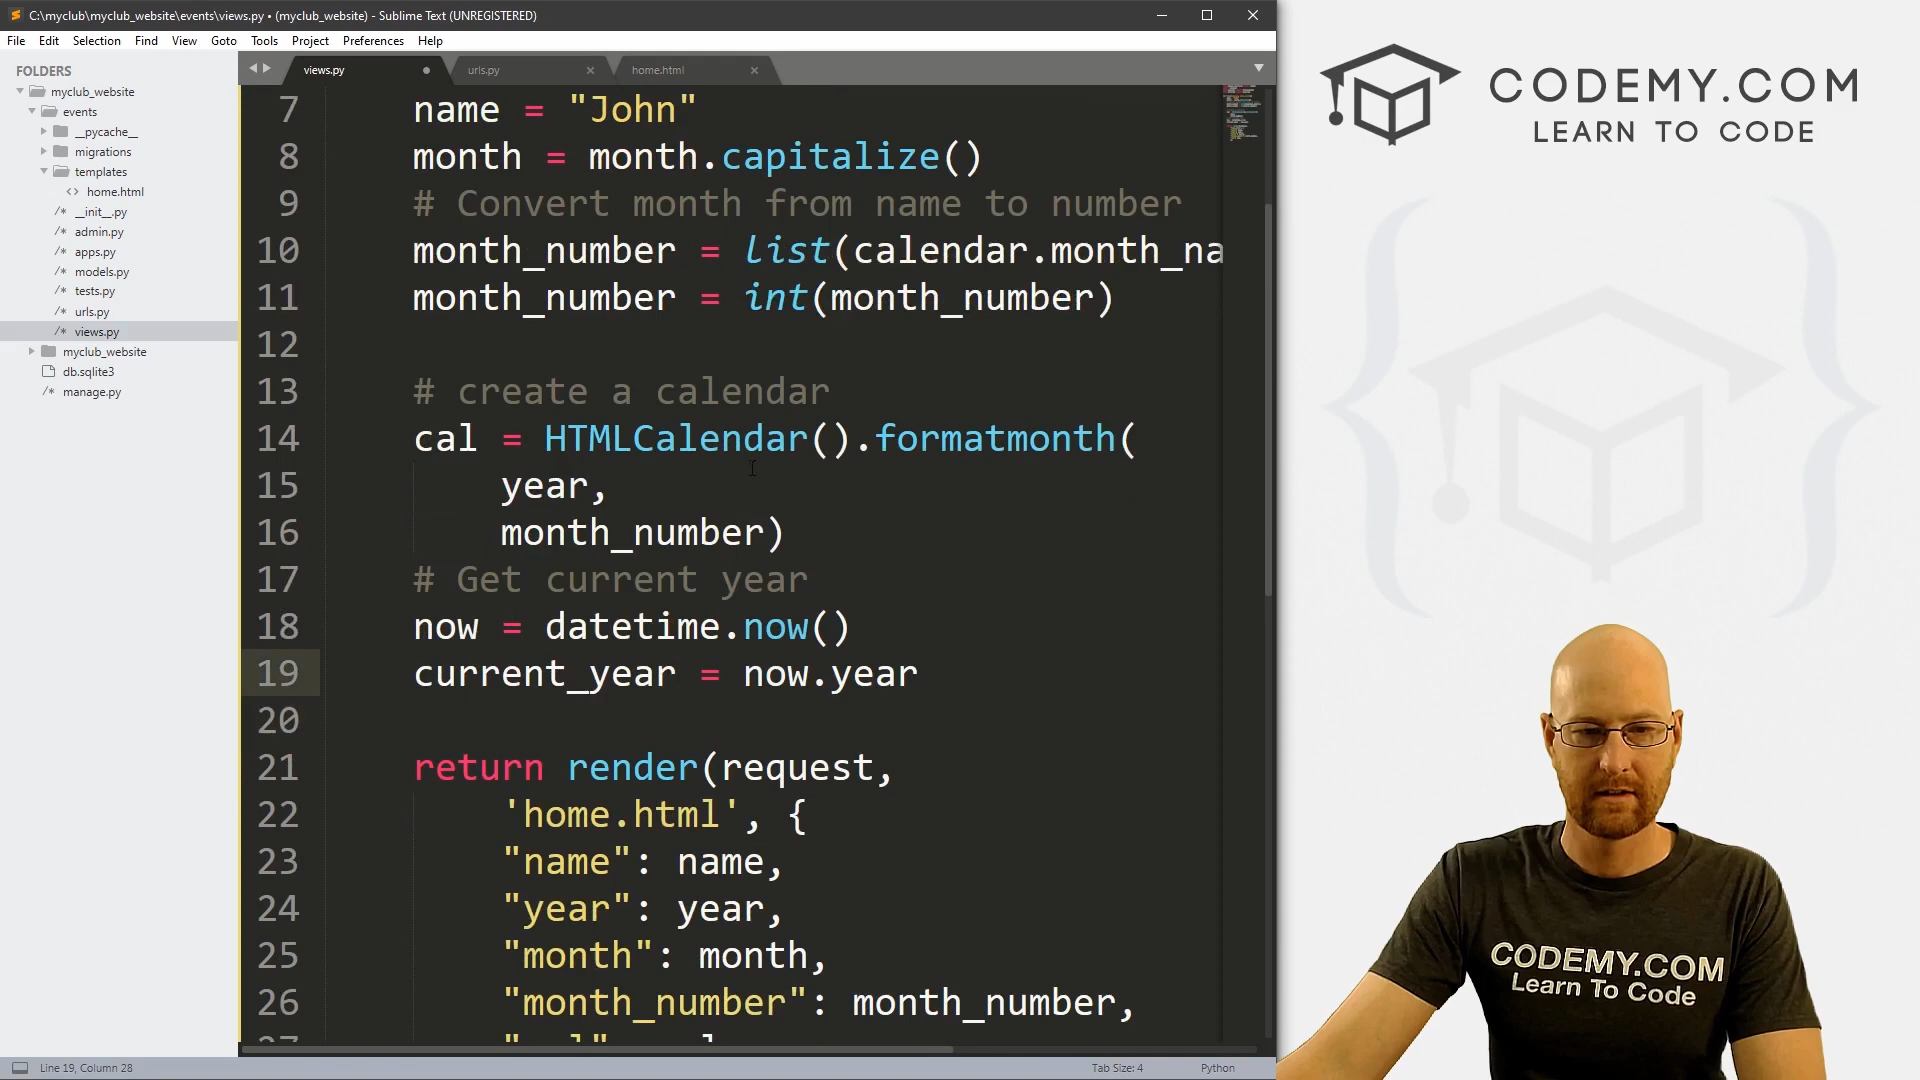 C:\myclub\myclub_website\events\views.py • (myclub_website) - Sublime Text (UNREGISTERED)
File Edit Selection Find View Goto Tools Project Preferences Help
FOLDERS
myclub_website
events
__pycache__
migrations
templates
<> home.html
/* __init__.py
/* admin.py
/* apps.py
/* models.py
/* tests.py
/* urls.py
/* views.py
myclub_website
db.sqlite3
/* manage.py
views.py urls.py home.html
7 name = "John"
8 month = month.capitalize()
9 # Convert month from name to number
10 month_number = list(calendar.month_na
11 month_number = int(month_number)
12
13 # create a calendar
14 cal = HTMLCalendar().formatmonth(
15 year,
16 month_number)
17 # Get current year
18 now = datetime.now()
19 current_year = now.year
20
21 return render(request,
22 'home.html', {
23 "name": name,
24 "year": year,
25 "month": month,
26 "month_number": month_number,
Line 19, Column 28
Tab Size: 4 Python
CODEMY.COM
LEARN TO CODE
CODEMY.COM
Learn To Code